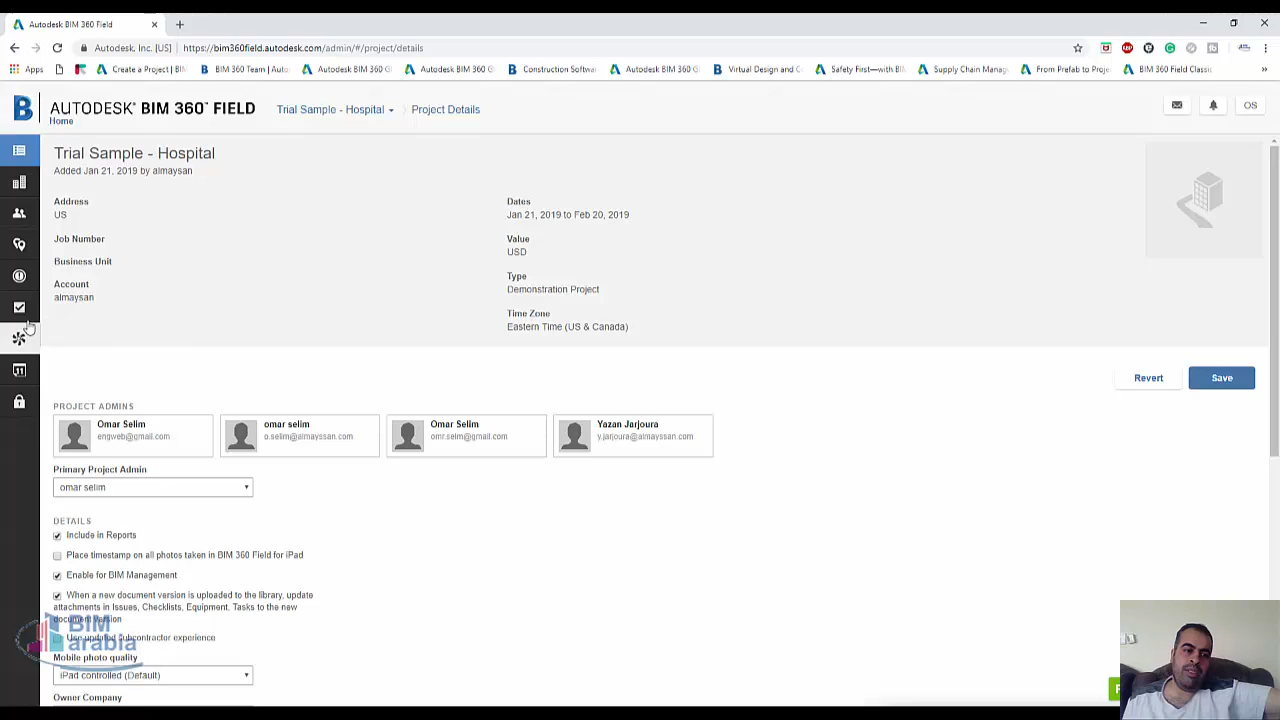 Autodesk BIM 360 Field
Autodesk, Inc. [US] https://bim360field.autodesk.com/admin/#/project/details
Apps Create a Project | BIM BIM 360 Team | Auto Autodesk BIM 360 G Autodesk BIM 360 G Construction Softwa Autodesk BIM 360 G Virtual Design and C Safety First—with BI Supply Chain Manag From Prefab to Proje BIM 360 Field Classic
B AUTODESK® BIM 360™ FIELD Trial Sample - Hospital Project Details OS
Home
Trial Sample - Hospital
Added Jan 21, 2019 by almaysan
Address
US
Job Number
Business Unit
Account
almaysan
Dates
Jan 21, 2019 to Feb 20, 2019
Value
USD
Type
Demonstration Project
Time Zone
Eastern Time (US & Canada)
Revert Save
PROJECT ADMINS
Omar Selim
engweb@gmail.com
omar selim
o.selim@almayssan.com
Omar Selim
omr.selim@gmail.com
Yazan Jarjoura
y.jarjoura@almayssan.com
Primary Project Admin
omar selim
DETAILS
Include in Reports
Place timestamp on all photos taken in BIM 360 Field for iPad
Enable for BIM Management
When a new document version is uploaded to the library, update
attachments in Issues, Checklists, Equipment, Tasks to the new
document version
Use updated subcontractor experience
BIM
arabia
Mobile photo quality
iPad controlled (Default)
Owner Company